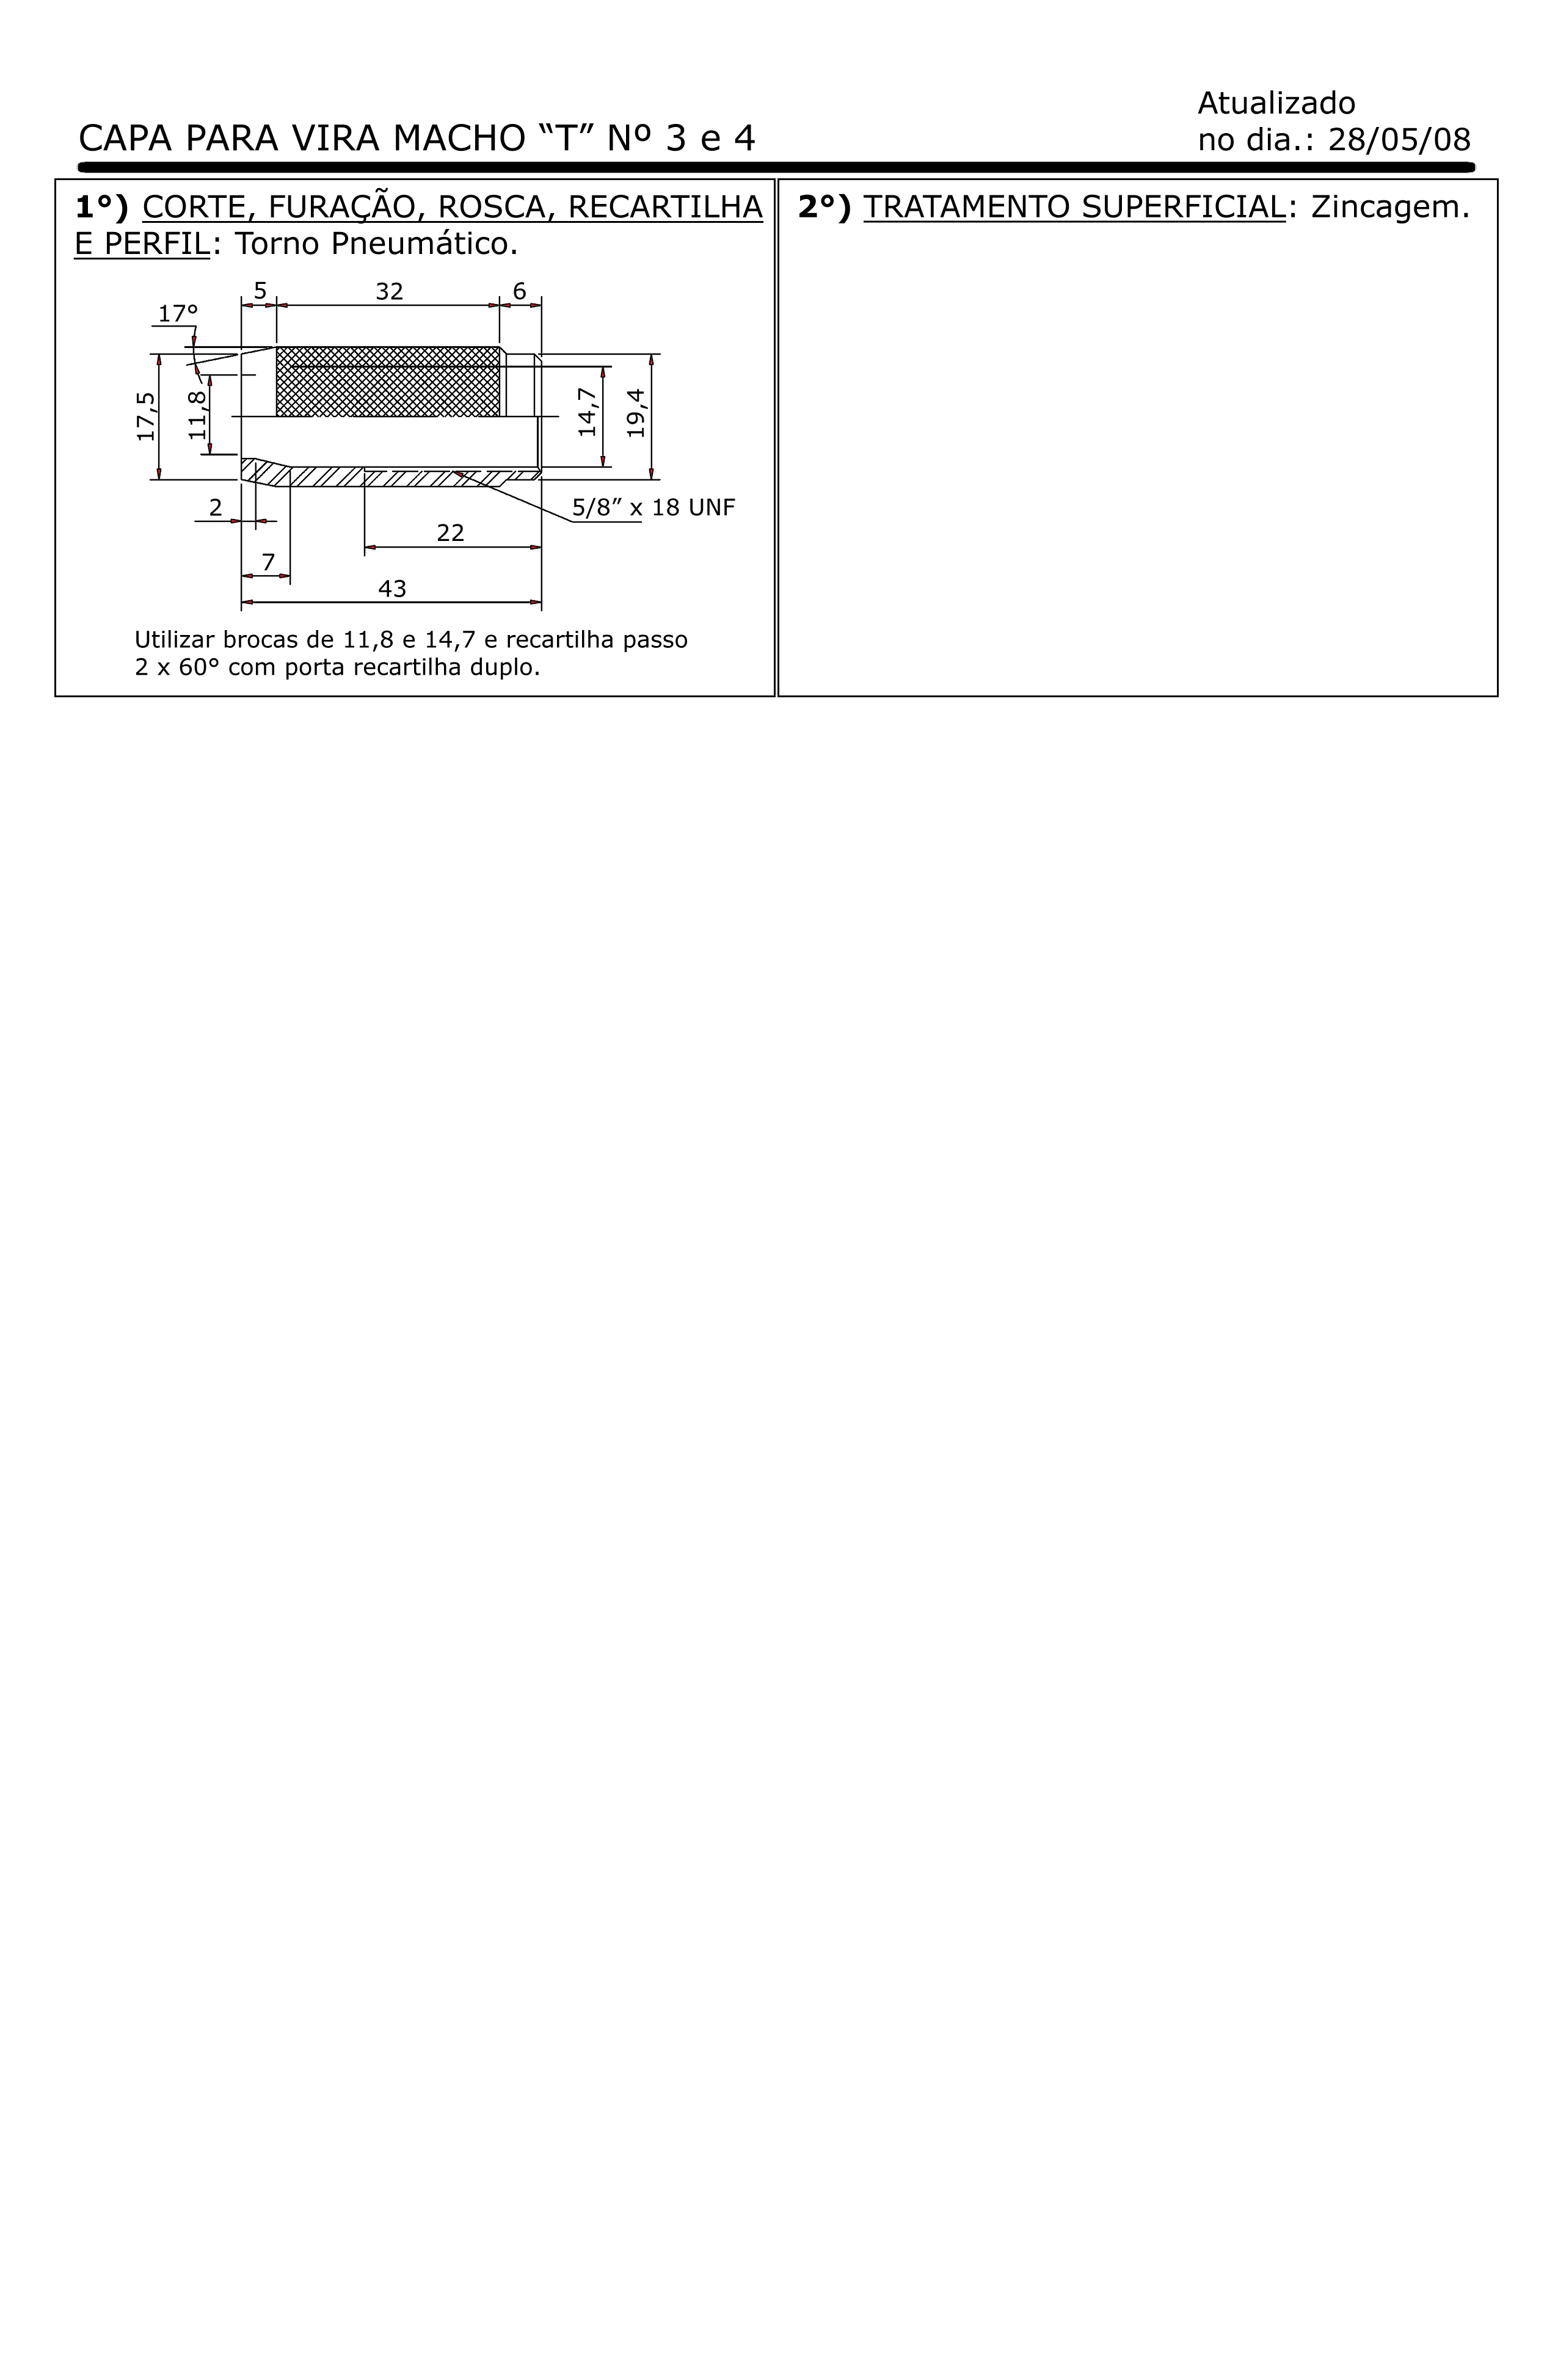 Atualizado
CAPA PARA VIRA MACHO “T” Nº 3 e 4
no dia.: 28/05/08
1°) CORTE, FURAÇÃO, ROSCA, RECARTILHA
E PERFIL: Torno Pneumático.
5
32
6
17°
17,5
11,8
14,7
19,4
2
5/8” x 18 UNF
22
7
43
Utilizar brocas de 11,8 e 14,7 e recartilha passo
2 x 60° com porta recartilha duplo.
2°) TRATAMENTO SUPERFICIAL: Zincagem.